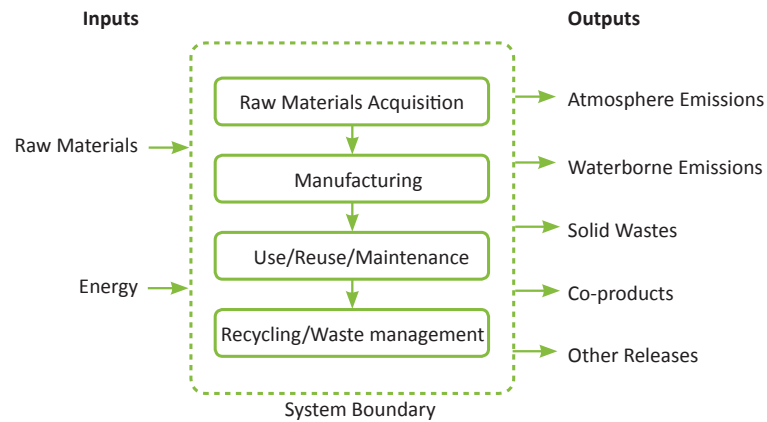 Inputs
Outputs
Raw Materials Acquisition
Atmosphere Emissions
Raw Materials
Manufacturing
Waterborne Emissions
Use/Reuse/Maintenance
Solid Wastes
Energy
Co-products
Recycling/Waste management
Other Releases
System Boundary